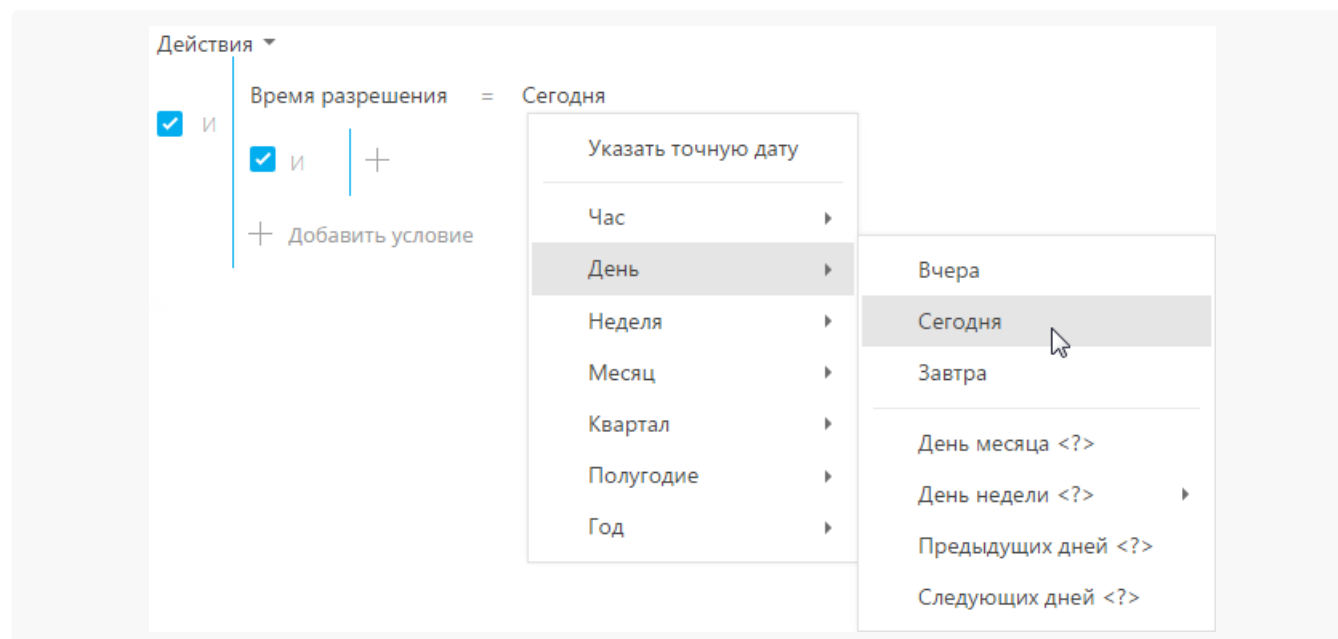 Действия
Время разрешения = Сегодня
И
И
Добавить условие
Указать точную дату
Час
День
Неделя
Месяц
Квартал
Полугодие
Год
Вчера
Сегодня
Завтра
День месяца <?>
День недели <?>
Предыдущих дней <?>
Следующих дней <?>